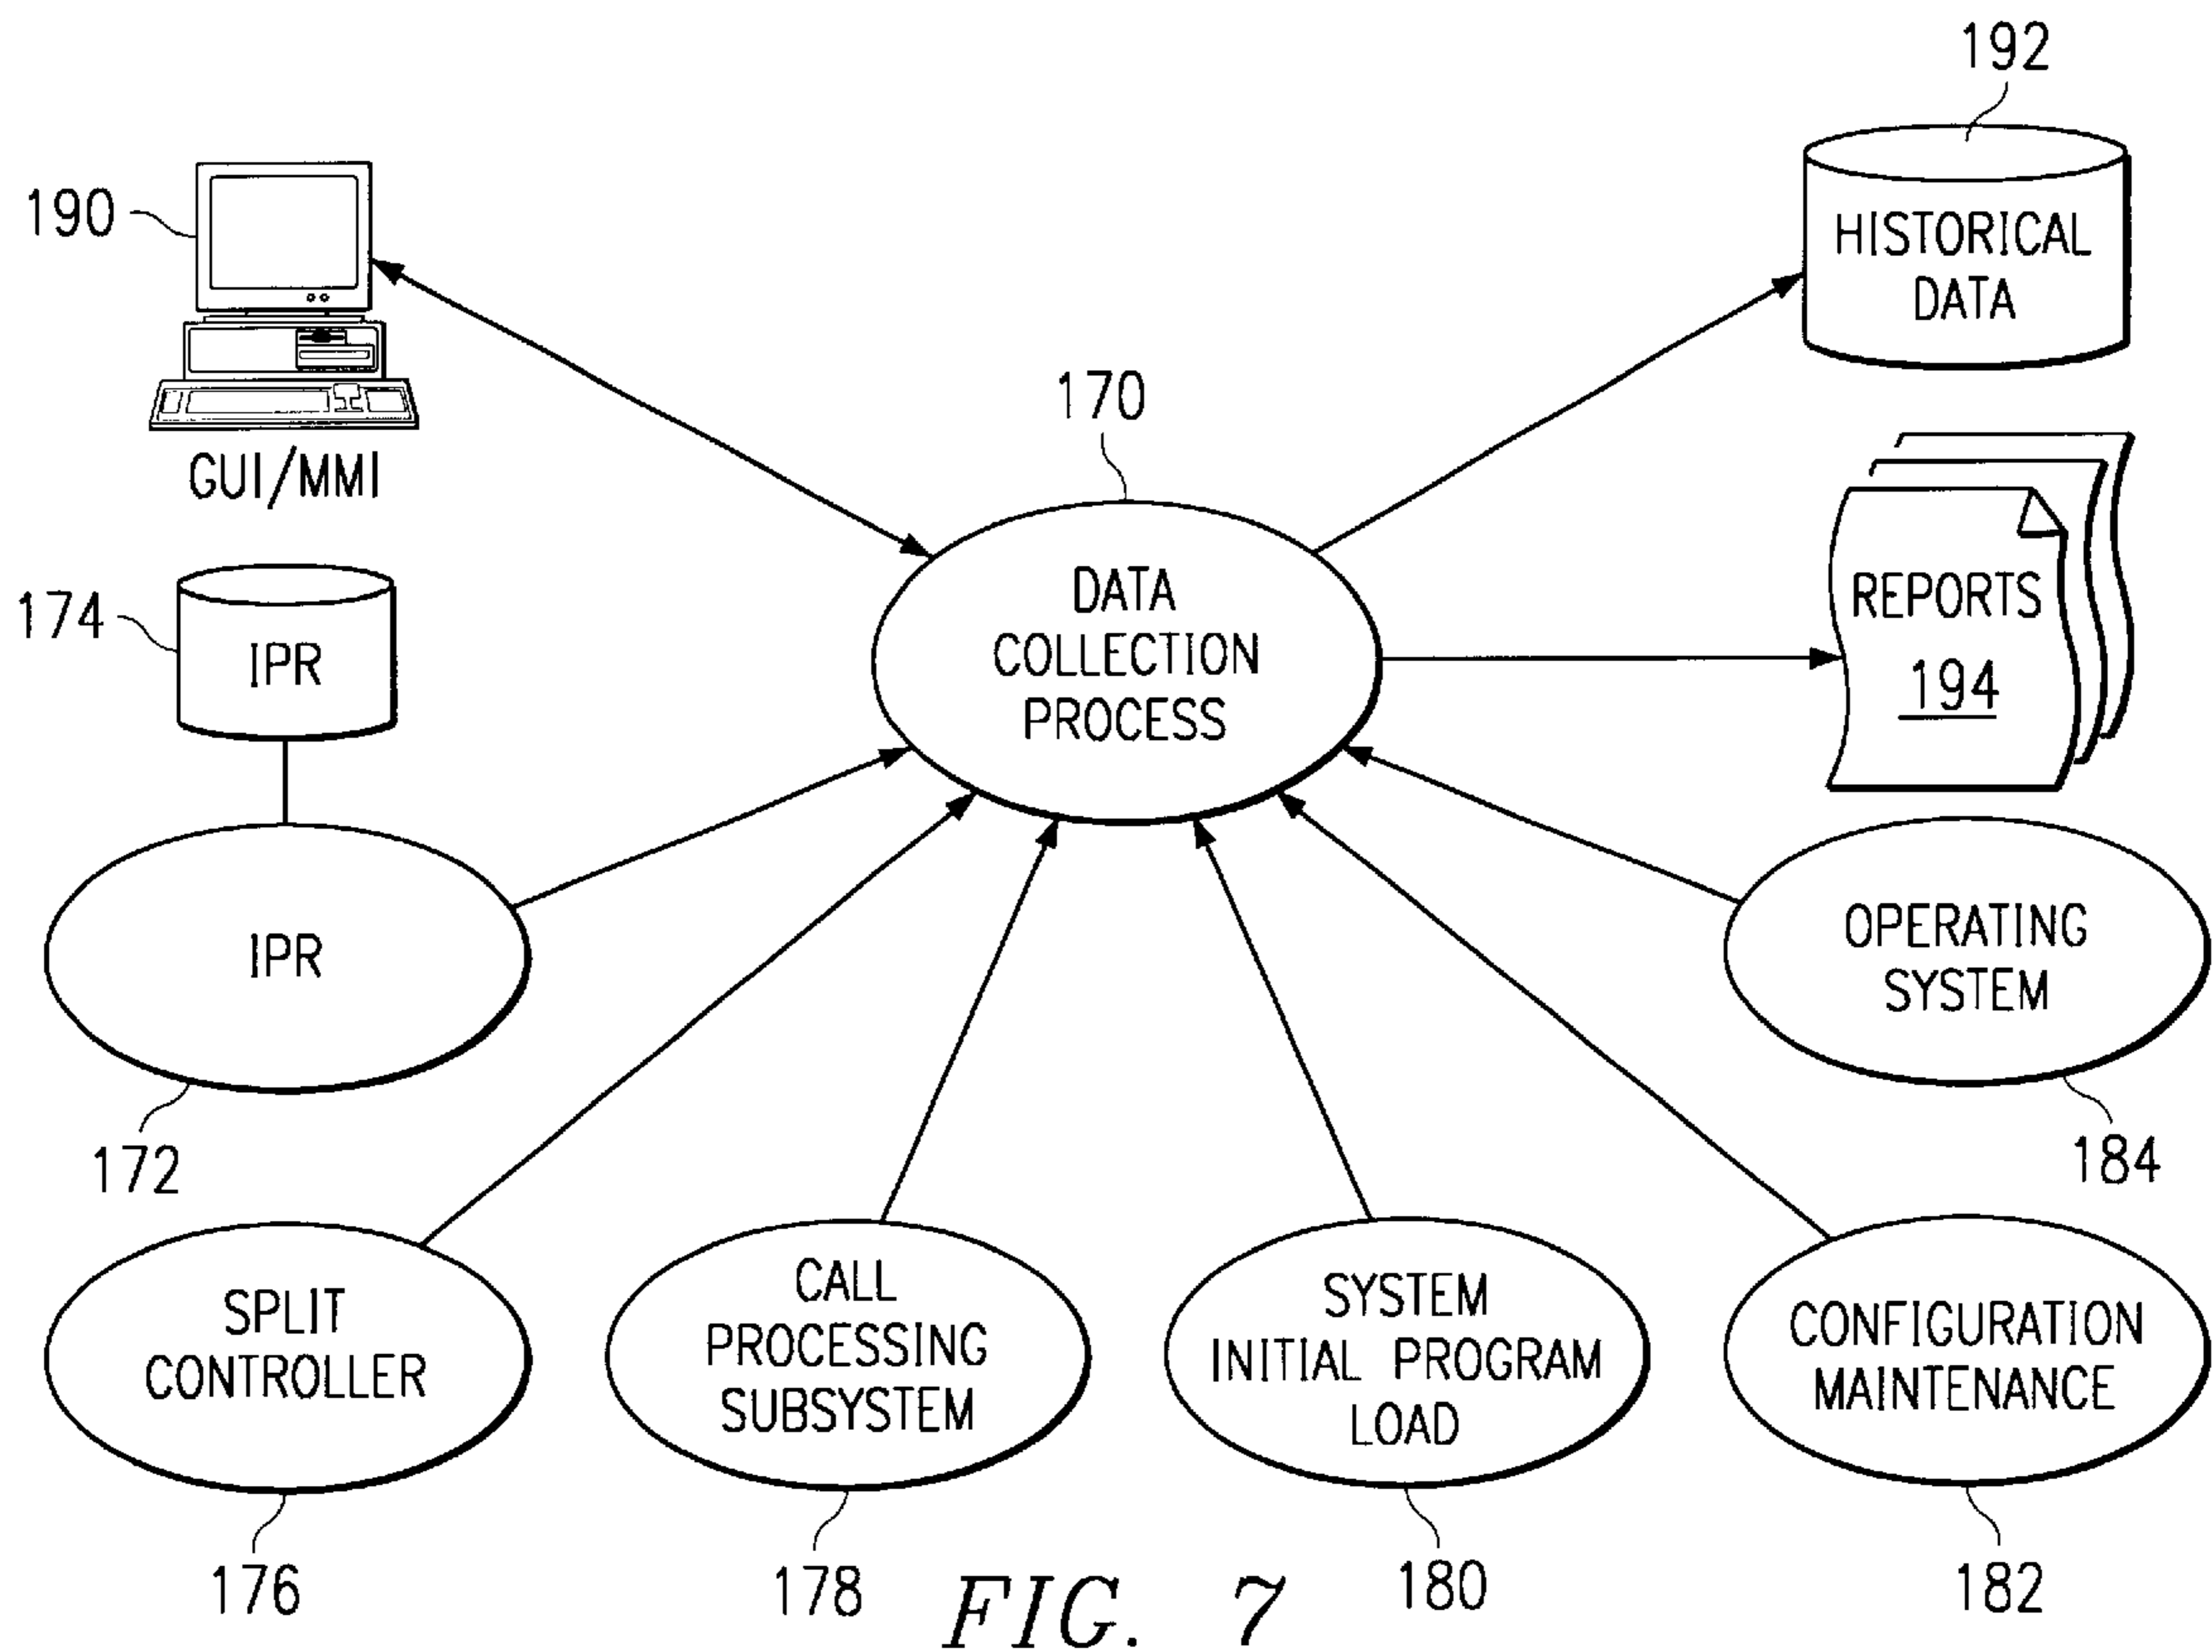 192
190
HISTORICAL
DATA
170
GUI/MMI
174
IPR
DATA
COLLECTION
PROCESS
REPORTS
194
IPR
OPERATING
SYSTEM
172
184
SPLIT
CONTROLLER
CALL
PROCESSING
SUBSYSTEM
SYSTEM
INITIAL PROGRAM
LOAD
CONFIGURATION
MAINTENANCE
176
178
180
182
FIG. 7